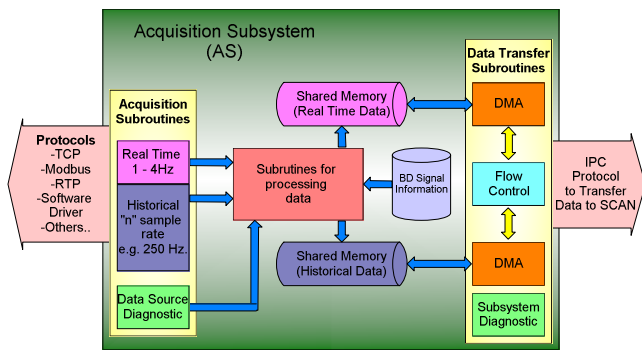 Acquisition Subsystem
(AS)
Protocols
-TCP
-Modbus
-RTP
-Software
Driver
-Others..
Acquisition
Subroutines
Real Time
1 - 4Hz
Historical
"n" sample
rate
e.g. 250 Hz.
Data Source
Diagnostic
Subrutines for
processing
data
Shared Memory
(Real Time Data)
BD Signal
Information
Shared Memory
(Historical Data)
Data Transfer
Subroutines
DMA
Flow
Control
DMA
Subsystem
Diagnostic
IPC
Protocol
to Transfer
Data to SCAN